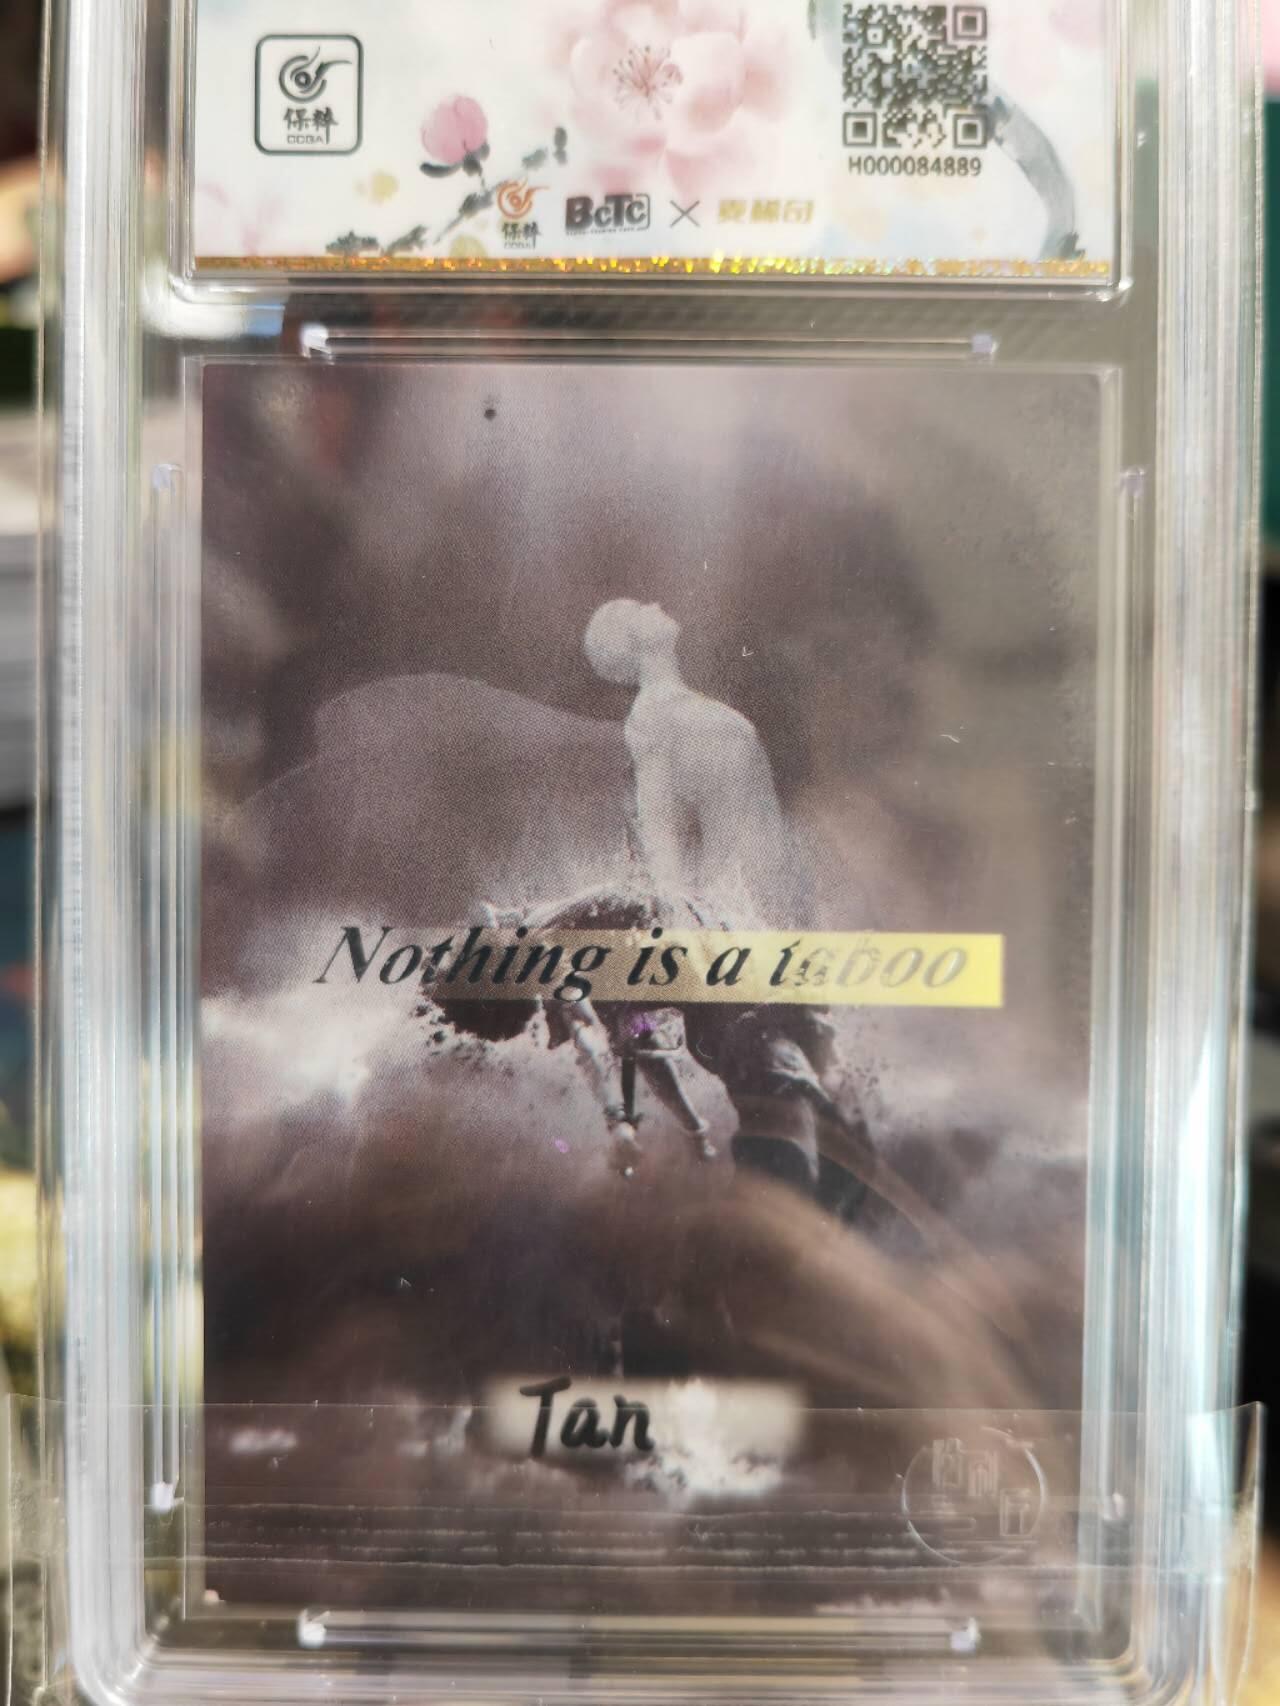 保粹
CCGA
H000084889
保粹
CCGA
BCTC
×
Nothing is a taboo
Tan